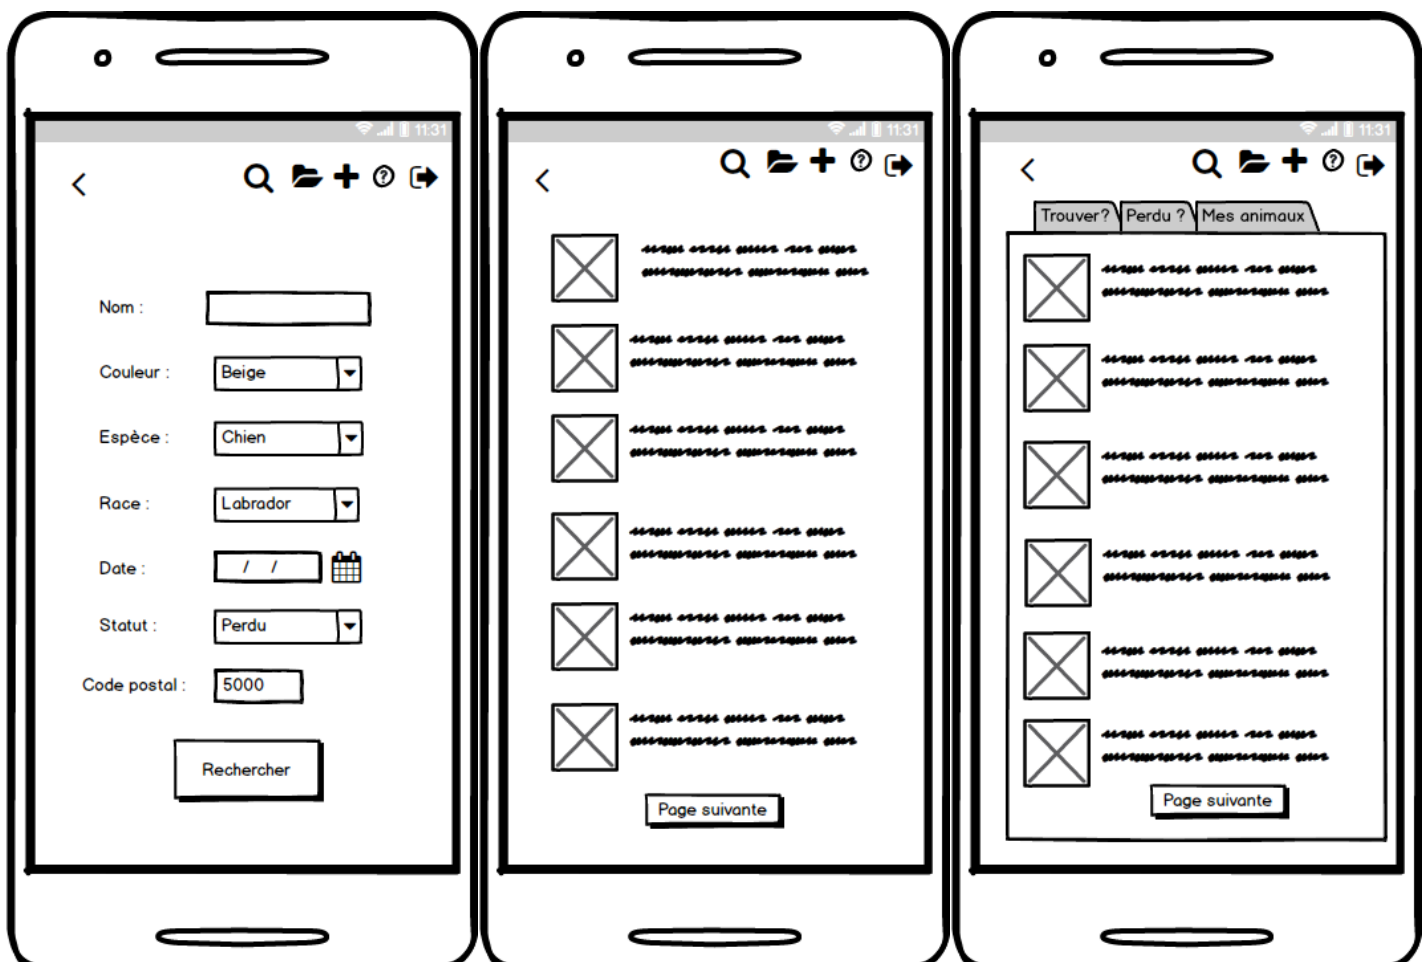 11:31
Nom :
Couleur : Beige
Espèce : Chien
Race : Labrador
Date : / /
Statut : Perdu
Code postal : 5000
Rechercher
11:31
Page suivante
11:31
Trouver? Perdu ? Mes animaux
Page suivante